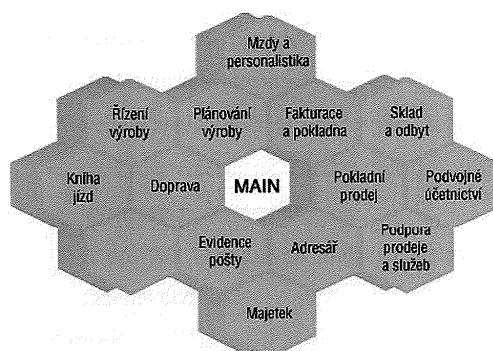 Mzdy a
personalistika
Řízení
výroby
Plánování
výroby
Fakturace
a pokladna
Sklad
a odbyt
Kniha
jízd
Doprava
MAIN
Pokladní
prodej
Podvojné
účetnictví
Evidence
pošty
Adresář
Podpora
prodeje
a služeb
Majetek